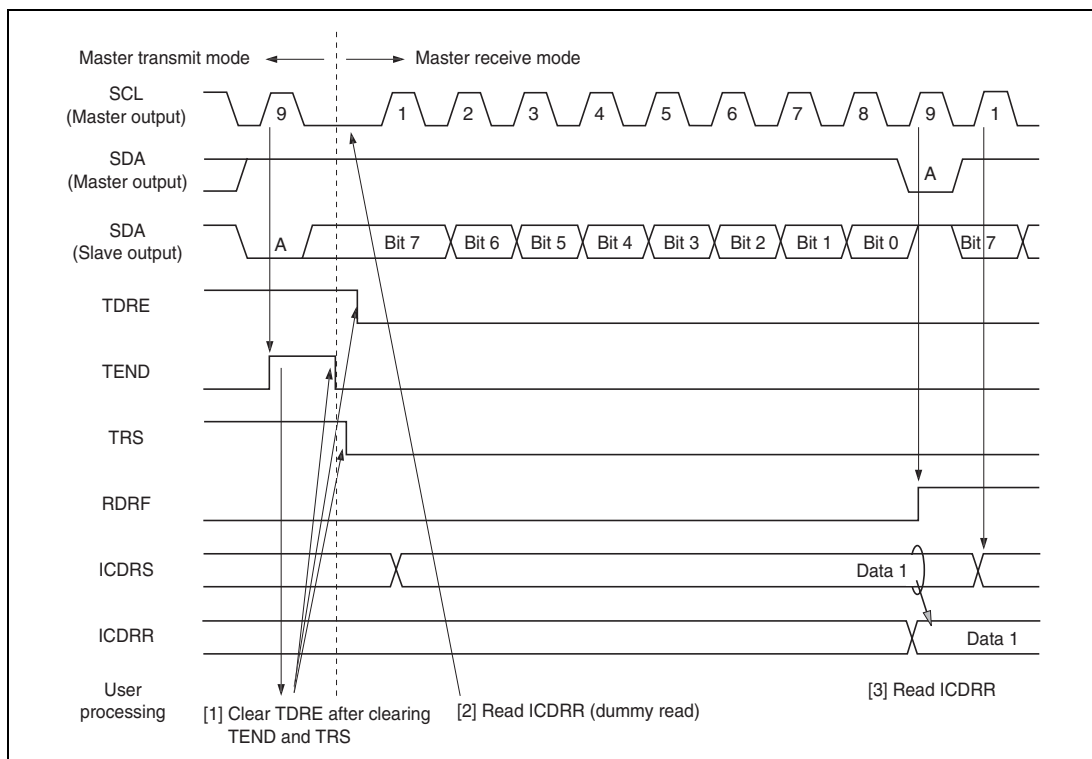 Master transmit mode
Master receive mode
SCL
(Master output)
9
1
2
3
4
5
6
7
8
9
1
SDA
(Master output)
A
SDA
(Slave output)
A
Bit 7
Bit 6
Bit 5
Bit 4
Bit 3
Bit 2
Bit 1
Bit 0
Bit 7
TDRE
TEND
TRS
RDRF
ICDRS
Data 1
ICDRR
Data 1
User
processing
[1] Clear TDRE after clearing
TEND and TRS
[2] Read ICDRR (dummy read)
[3] Read ICDRR